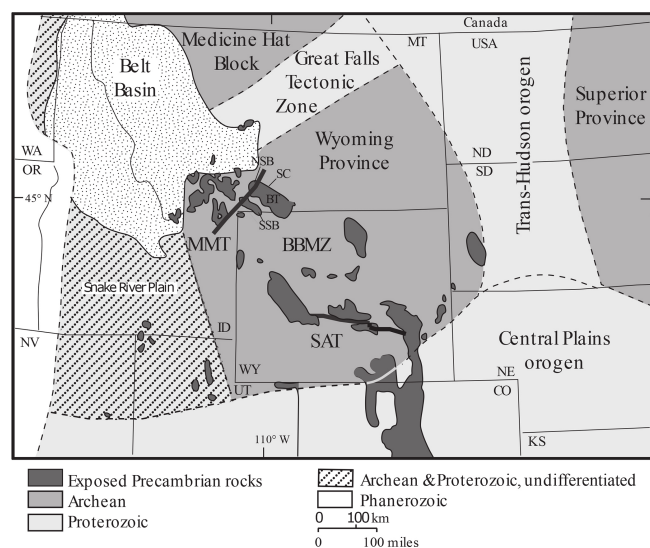 Canada
USA
MT
Medicine Hat
Block
Great Falls
Tectonic
Zone
Belt
Basin
Superior
Province
Wyoming
Province
Trans-Hudson orogen
WA
OR
ND
SD
45° N
NSB
SC
BT
SSB
MMT
BBMZ
Snake River Plain
NV
ID
SAT
WY
UT
Central Plains
orogen
NE
CO
KS
110° W
Exposed Precambrian rocks
Archean
Proterozoic
Archean & Proterozoic, undifferentiated
Phanerozoic
0 100 km
0 100 miles